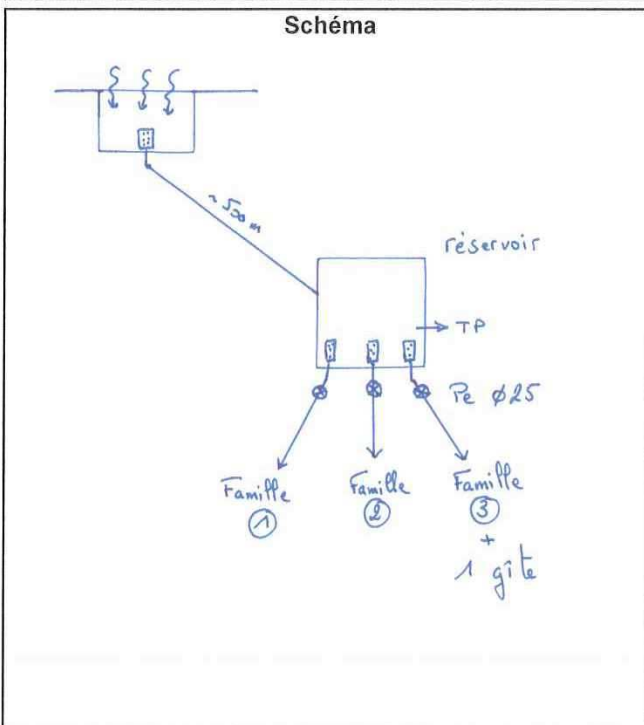 Schéma
~ 500 m
réservoir
TP
Pe ø25
Famille
①
Famille
②
Famille
③
+
1 gîte